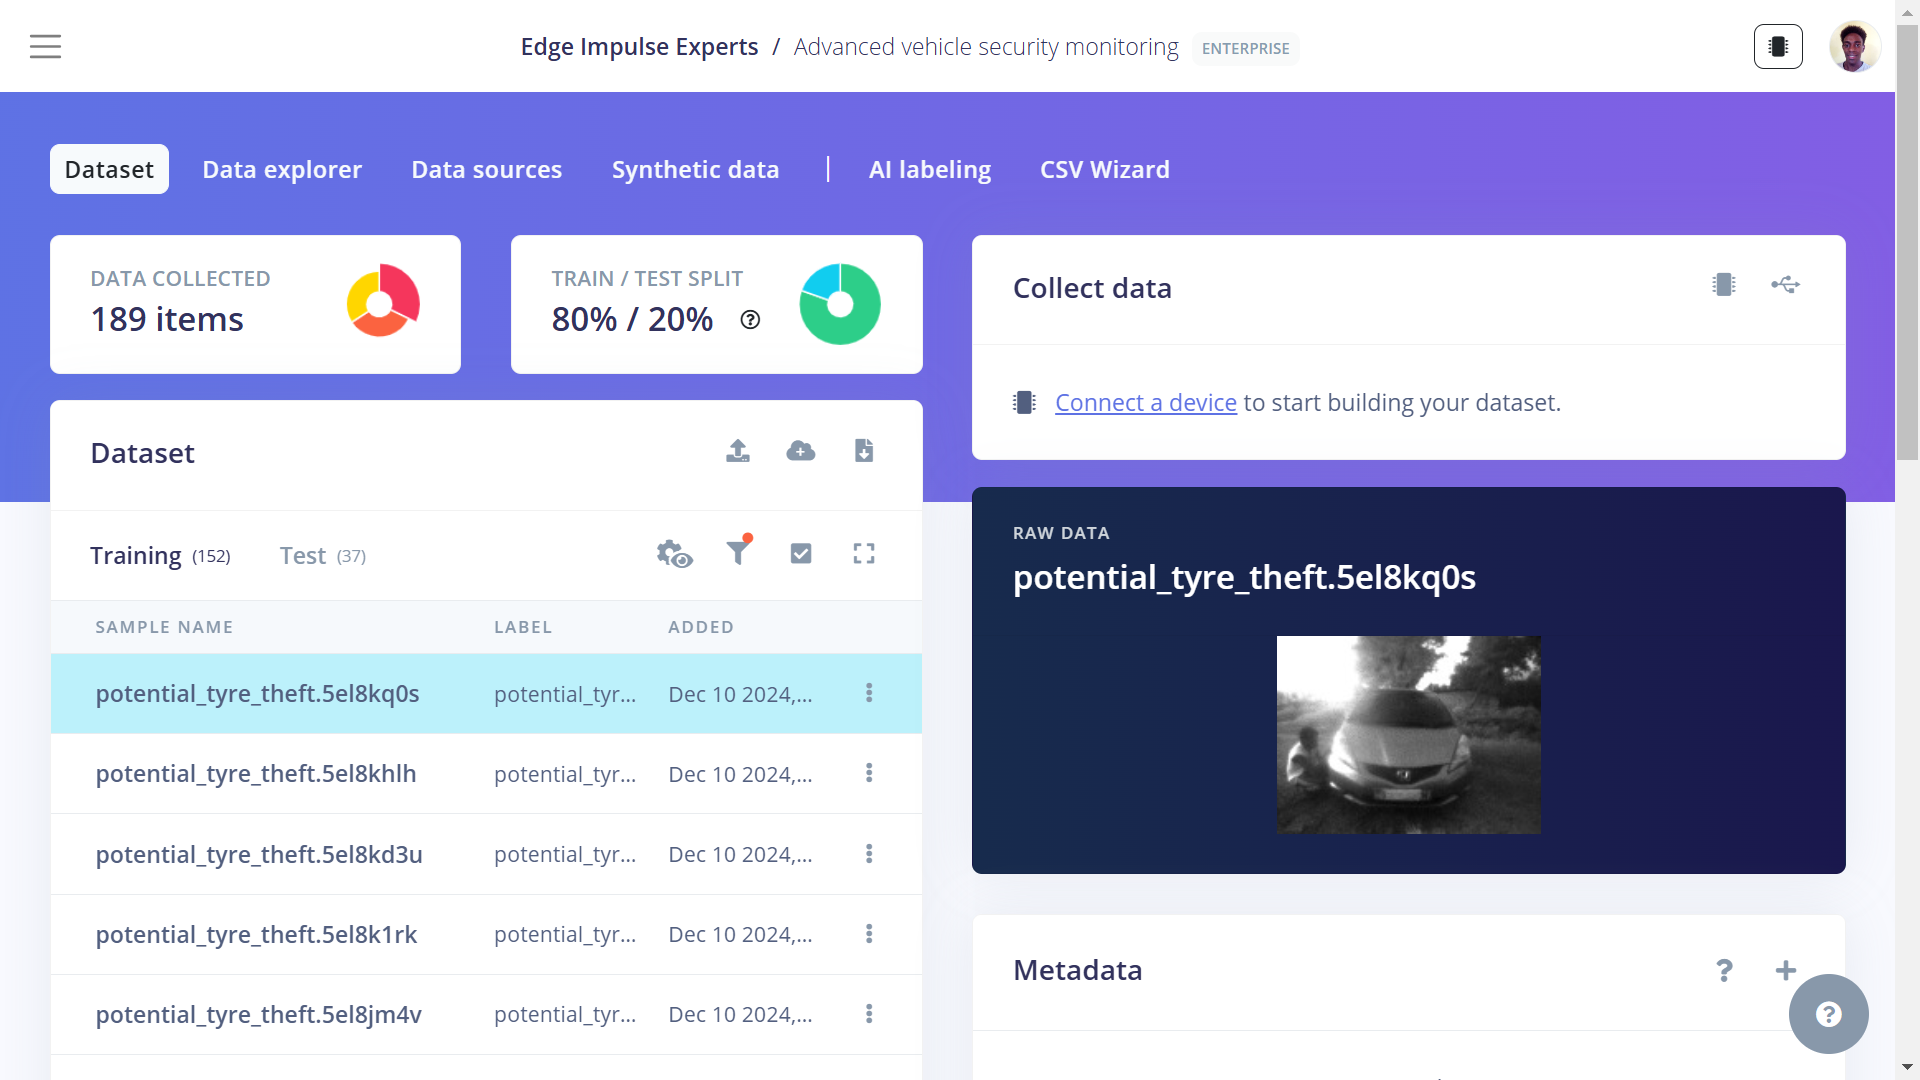 Edge Impulse Experts / Advanced vehicle security monitoring ENTERPRISE
Dataset Data explorer Data sources Synthetic data | AI labeling CSV Wizard
DATA COLLECTED
189 items
TRAIN / TEST SPLIT
80% / 20%
Collect data
Connect a device to start building your dataset.
Dataset
Training (152) Test (37)
SAMPLE NAME LABEL ADDED
potential_tyre_theft.5el8kq0s potential_tyr... Dec 10 2024,...
potential_tyre_theft.5el8khlh potential_tyr... Dec 10 2024,...
potential_tyre_theft.5el8kd3u potential_tyr... Dec 10 2024,...
potential_tyre_theft.5el8k1rk potential_tyr... Dec 10 2024,...
potential_tyre_theft.5el8jm4v potential_tyr... Dec 10 2024,...
RAW DATA
potential_tyre_theft.5el8kq0s
Metadata